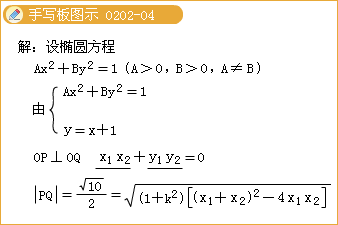 手写板图示 0202-04
解：设椭圆方程
Ax²+By²=1(A>0,B>0,A≠B)
由{Ax²+By²=1
y=x+1
OP⊥OQ x₁x₂+y₁y₂=0
|PQ|=√10/2=√(1+k²)[(x₁+x₂)²-4x₁x₂]